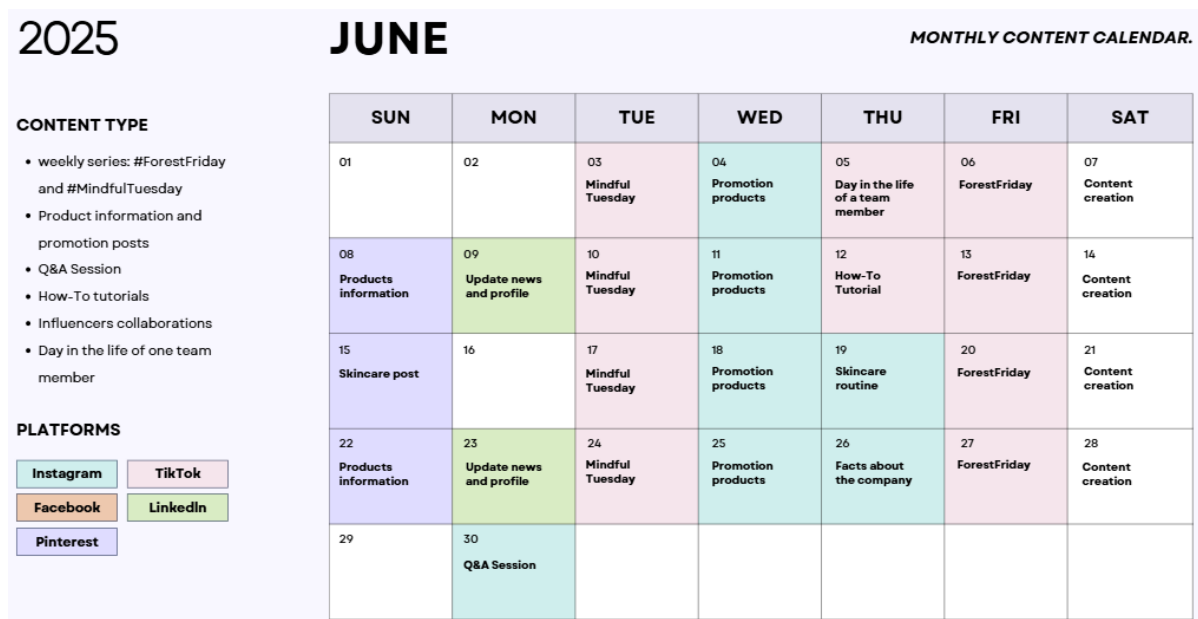 2025
JUNE
MONTHLY CONTENT CALENDAR.
CONTENT TYPE
• weekly series: #ForestFriday
and #MindfulTuesday
• Product information and
promotion posts
• Q&A Session
• How-To tutorials
• Influencers collaborations
• Day in the life of one team
member
PLATFORMS
Instagram
TikTok
Facebook
LinkedIn
Pinterest
SUN
MON
TUE
WED
THU
FRI
SAT
01
02
03
Mindful
Tuesday
04
Promotion
products
05
Day in the life
of a team
member
06
ForestFriday
07
Content
creation
08
Products
information
09
Update news
and profile
10
Mindful
Tuesday
11
Promotion
products
12
How-To
Tutorial
13
ForestFriday
14
Content
creation
15
Skincare post
16
17
Mindful
Tuesday
18
Promotion
products
19
Skincare
routine
20
ForestFriday
21
Content
creation
22
Products
information
23
Update news
and profile
24
Mindful
Tuesday
25
Promotion
products
26
Facts about
the company
27
ForestFriday
28
Content
creation
29
30
Q&A Session